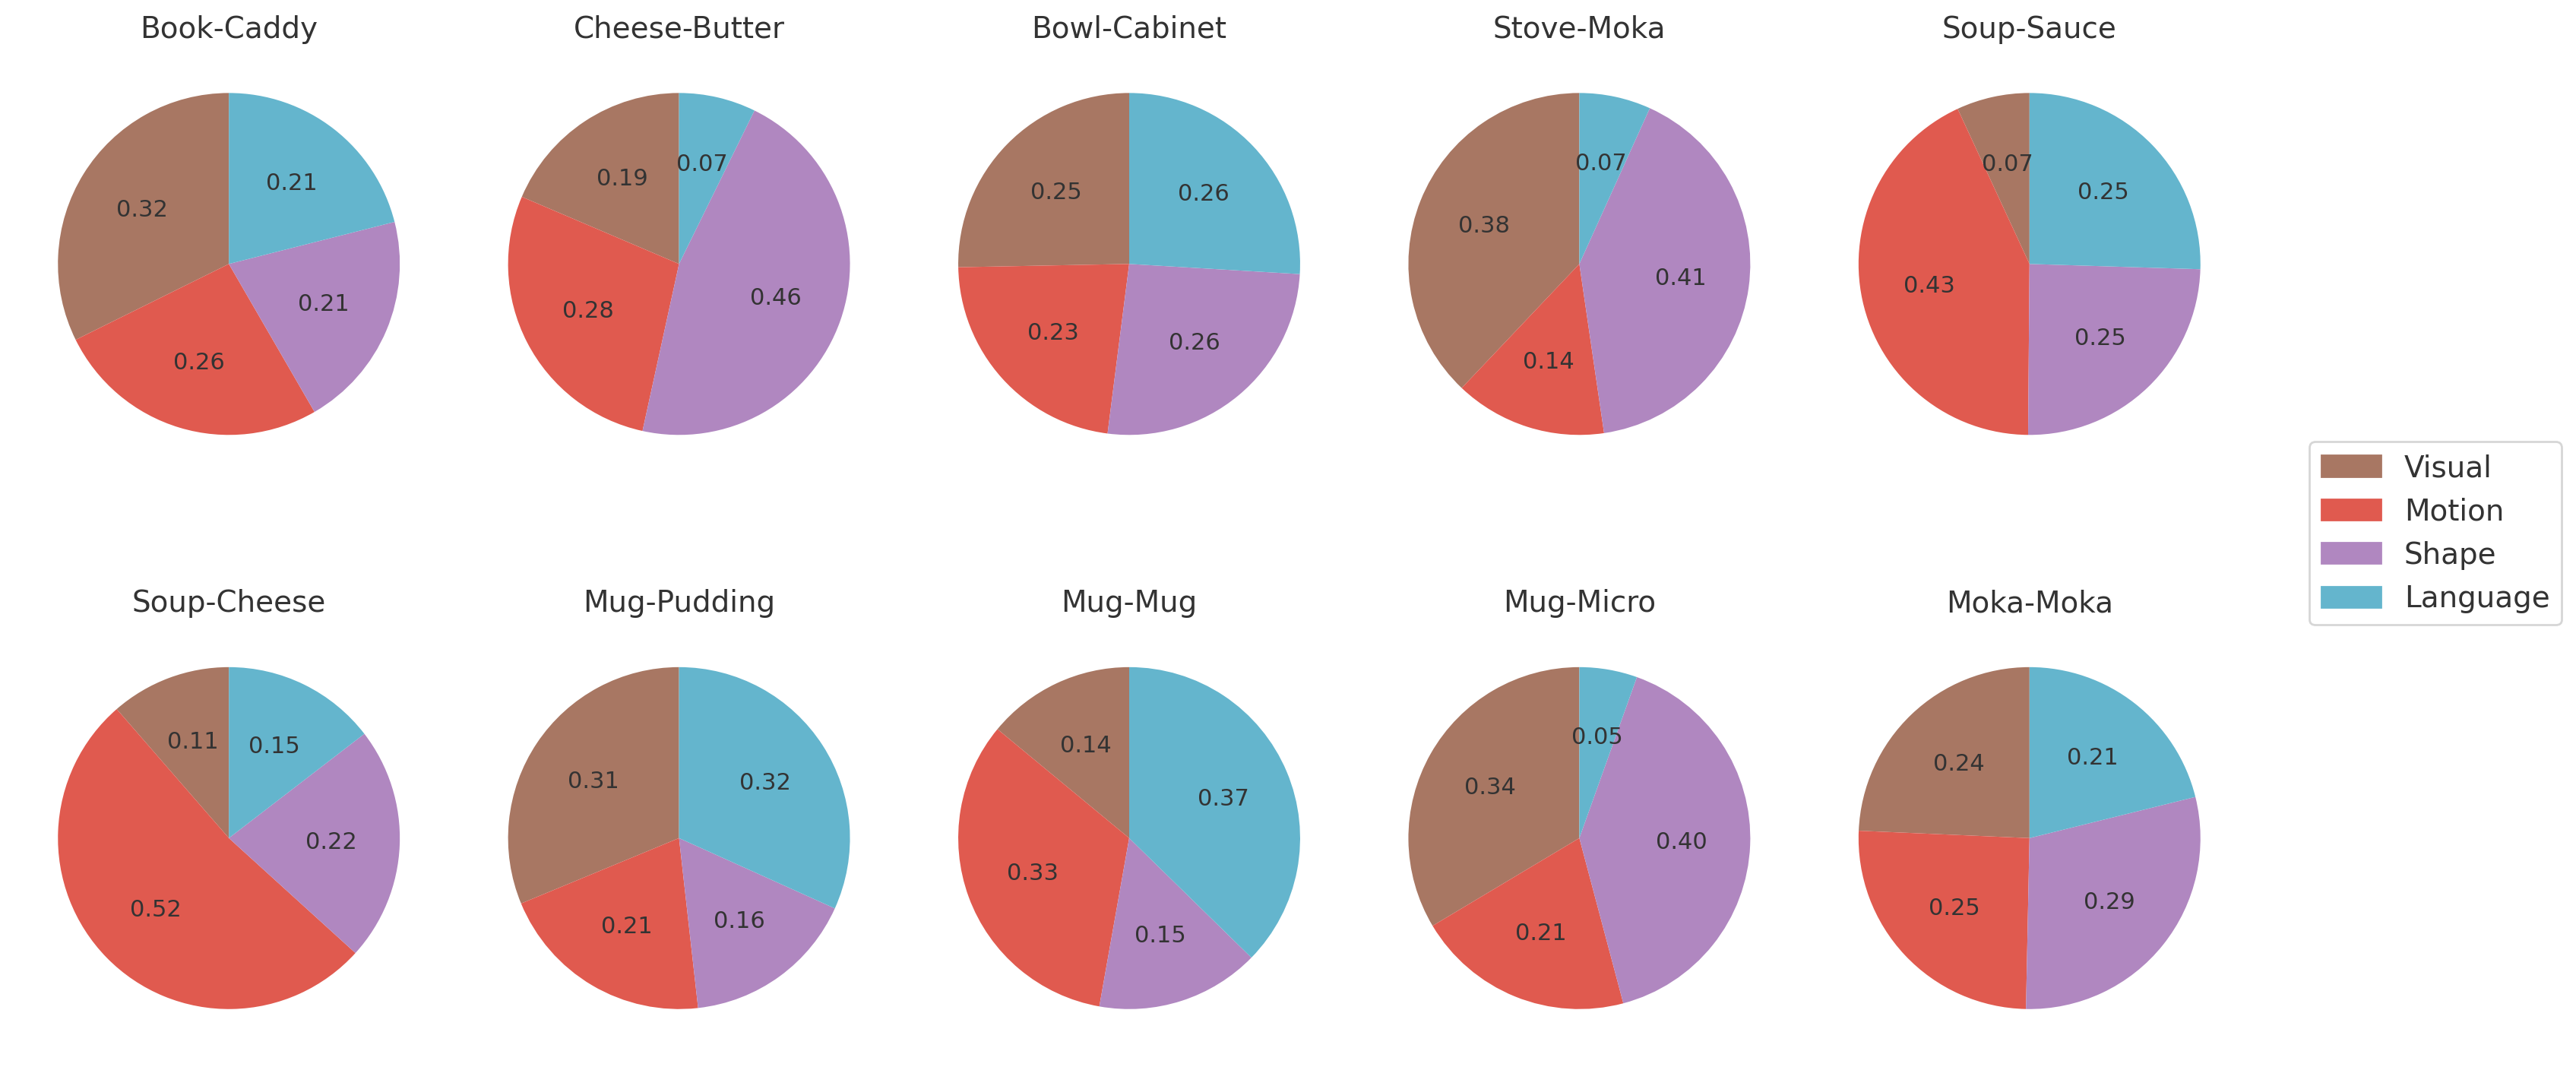 Book-Caddy
0.32
0.26
0.21
0.21
Cheese-Butter
0.19
0.28
0.46
0.07
Bowl-Cabinet
0.25
0.23
0.26
0.26
Stove-Moka
0.38
0.14
0.41
0.07
Soup-Sauce
0.07
0.43
0.25
0.25
Soup-Cheese
0.11
0.52
0.22
0.15
Mug-Pudding
0.31
0.21
0.16
0.32
Mug-Mug
0.14
0.33
0.15
0.37
Mug-Micro
0.34
0.21
0.40
0.05
Moka-Moka
0.24
0.25
0.29
0.21
Visual
Motion
Shape
Language